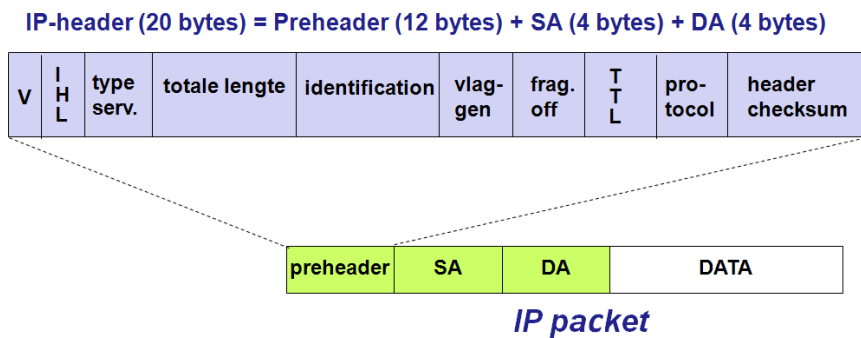 IP-header (20 bytes) = Preheader (12 bytes) + SA (4 bytes) + DA (4 bytes)
V
I
H
L
type
serv.
totale lengte
identification
vlag-
gen
frag.
off
T
T
L
pro-
tocol
header
checksum
preheader
SA
DA
DATA
IP packet